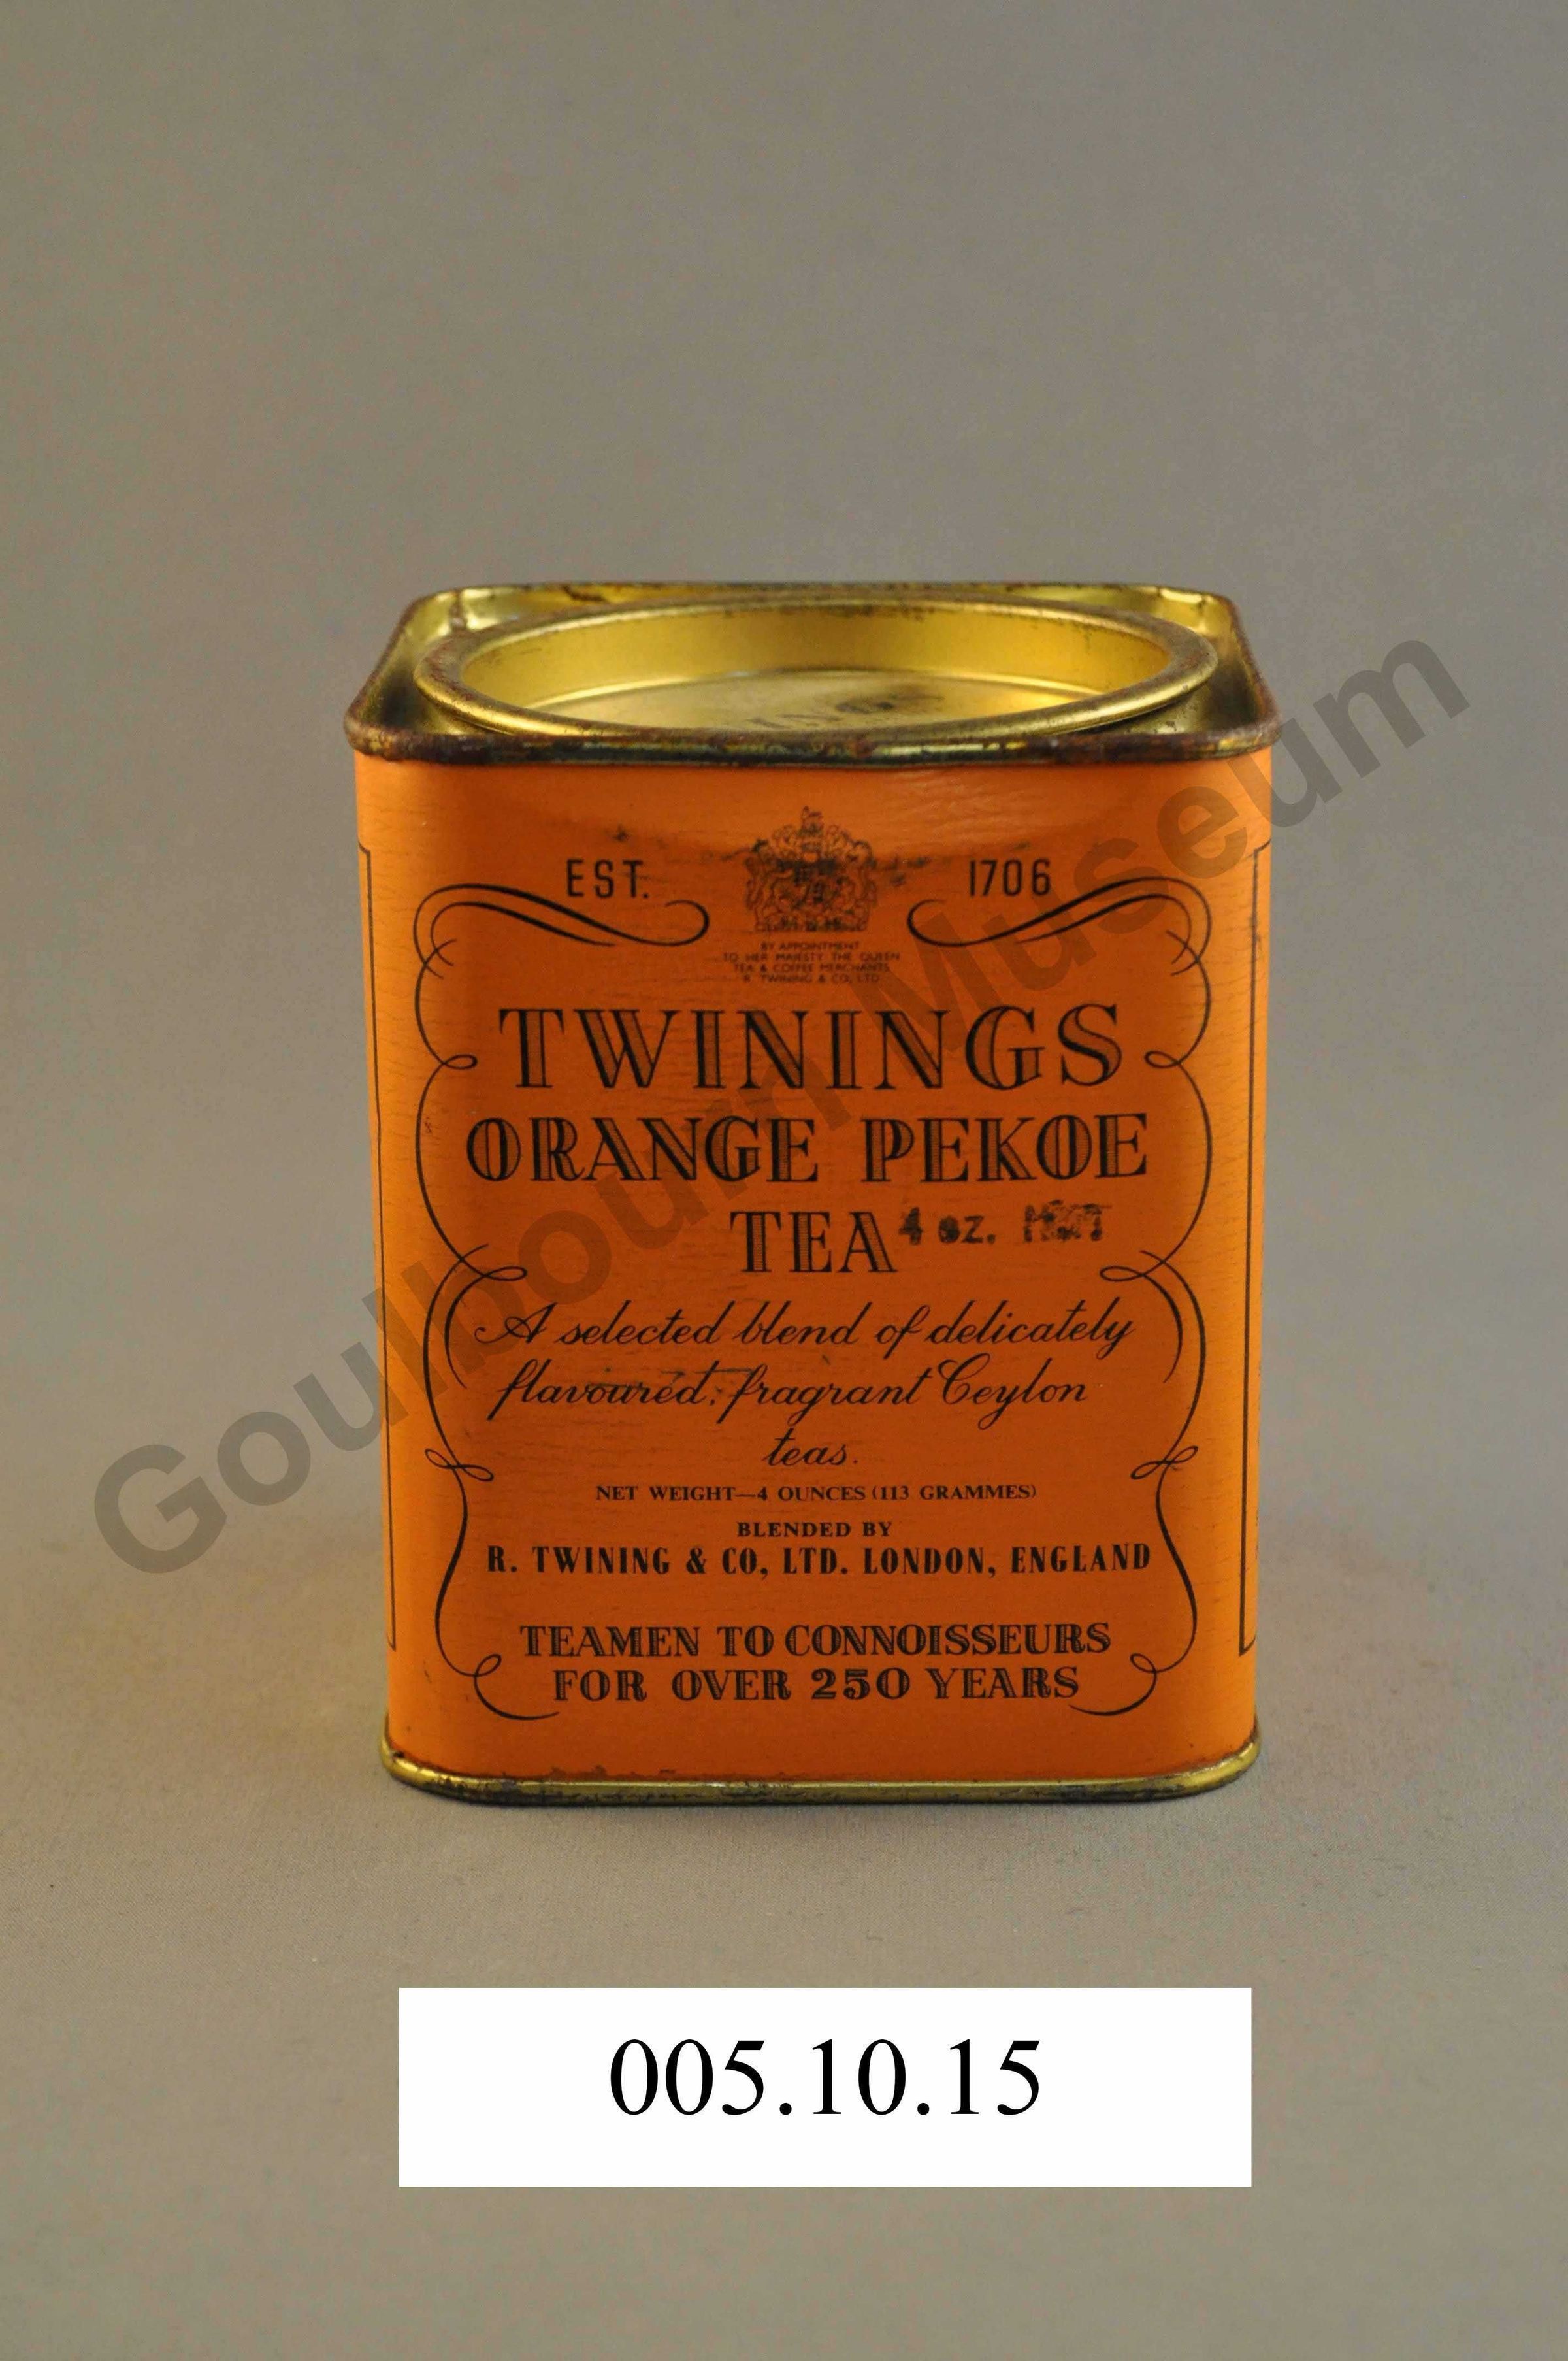 EST. 1706
BY APPOINTMENT
TO HER MAJESTY THE QUEEN
TEA & COFFEE MERCHANTS
R. TWINING & CO, LTD
TWININGS
ORANGE PEKOE
TEA 4 oz.
A selected blend of delicately
flavoured, fragrant Ceylon
teas.
NET WEIGHT—4 OUNCES (113 GRAMMES)
BLENDED BY
R. TWINING & CO, LTD. LONDON, ENGLAND
TEAMEN TO CONNOISSEURS
FOR OVER 250 YEARS
Goulbourn Museum
005.10.15